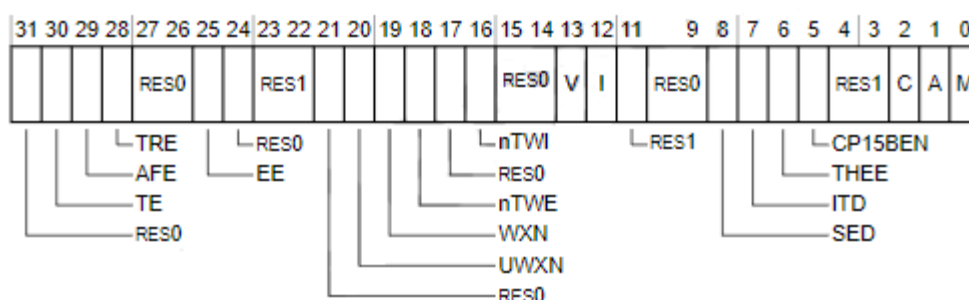 31 30 29 28 27 26 25 24 23 22 21 20 19 18 17 16 15 14 13 12 11 9 8 7 6 5 4 3 2 1 0
RES0 RES1 RES0 V I RES0 RES1 C A M
TRE RES0 nTWI RES1 CP15BEN
AFE EE RES0 THEE
TE nTWE ITD
RES0 WXN SED
UWXN
RES0